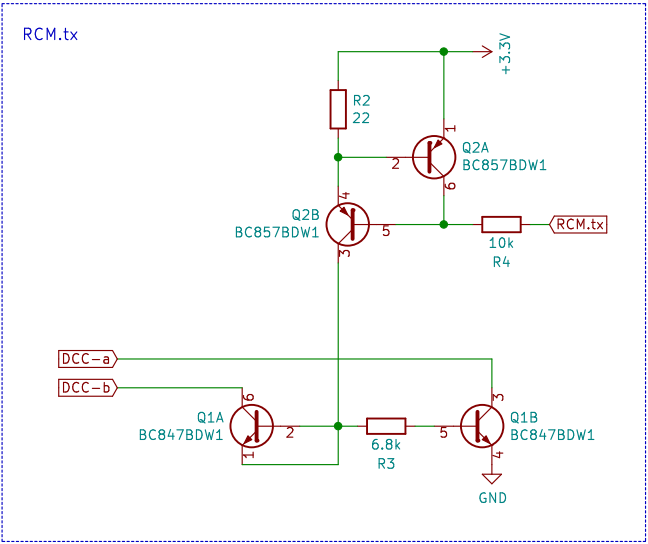 RCM.tx
+3.3V
R2
22
1
Q2A
BC857BDW1
2
6
4
Q2B
BC857BDW1
5
3
10k
R4
RCM.tx
DCC-a
DCC-b
6
Q1A
BC847BDW1
2
1
6.8k
R3
3
5
Q1B
BC847BDW1
4
GND